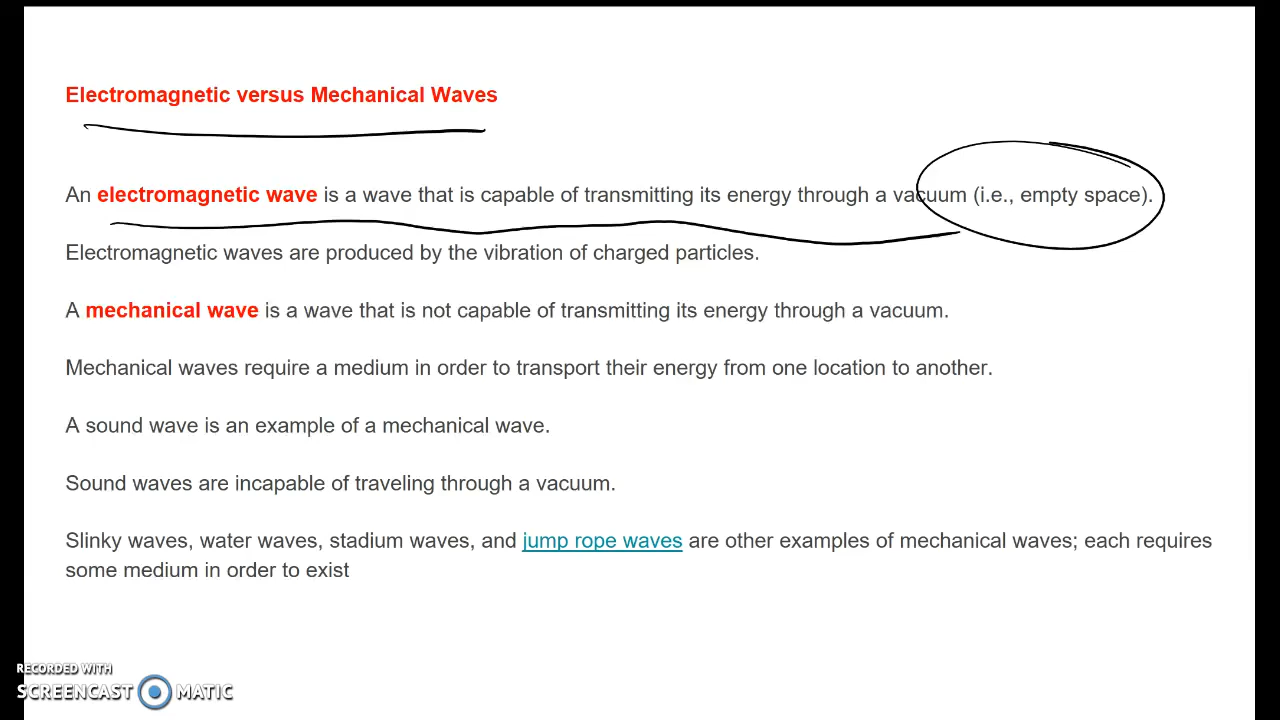 Electromagnetic versus Mechanical Waves
An electromagnetic wave is a wave that is capable of transmitting its energy through a vacuum (i.e., empty space).
Electromagnetic waves are produced by the vibration of charged particles.
A mechanical wave is a wave that is not capable of transmitting its energy through a vacuum.
Mechanical waves require a medium in order to transport their energy from one location to another.
A sound wave is an example of a mechanical wave.
Sound waves are incapable of traveling through a vacuum.
Slinky waves, water waves, stadium waves, and jump rope waves are other examples of mechanical waves; each requires
some medium in order to exist
RECORDED WITH
SCREENCAST MATIC